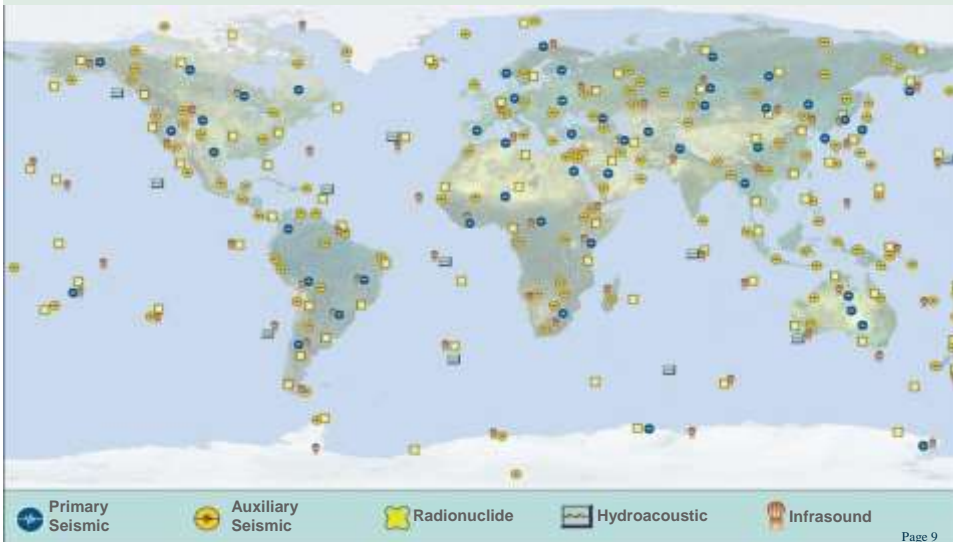 Primary
Seismic
Auxiliary
Seismic
Radionuclide
Hydroacoustic
Infrasound
Page 9